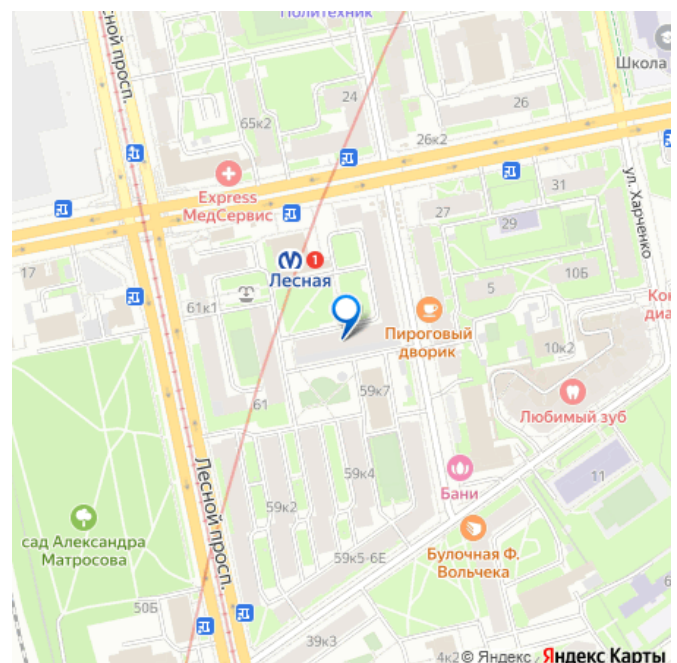 Политехник
Лесной просп.
Школа
24
26
65к2
26к2
Express
МедСервис
31
ул. Харченко
27
29
17
1
Лесная
10Б
5
61к1
Пироговый
дворик
10к2
59к7
61
Любимый зуб
59к4
11
Бани
59к2
Лесной просп.
сад Александра
Матросова
59к5-6Е
Булочная Ф.
Вольчека
50Б
39к3
4к2
© Яндекс
Яндекс Карты